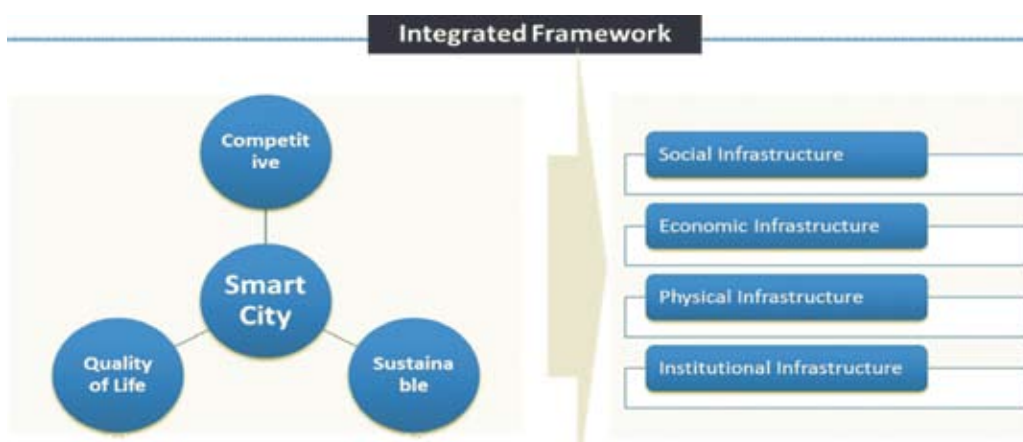 Integrated Framework
Competit
ive
Smart
City
Quality
of Life
Sustaina
ble
Social Infrastructure
Economic Infrastructure
Physical Infrastructure
Institutional Infrastructure